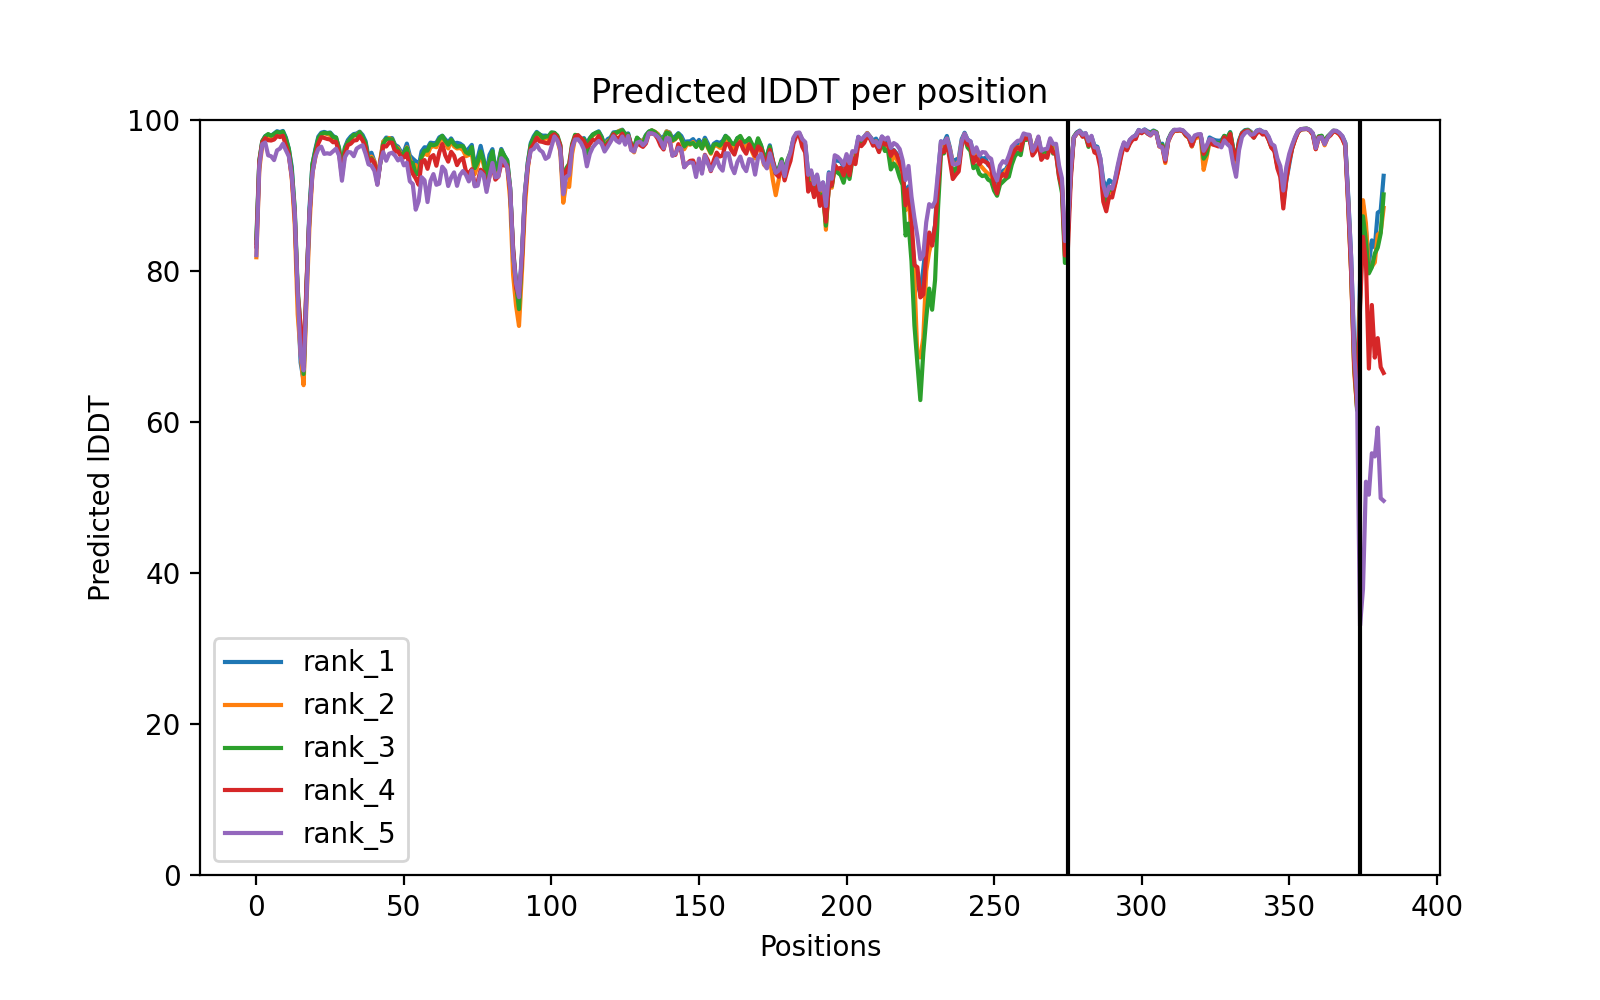 Predicted lDDT per position
100
80
60
40
20
0
Predicted lDDT
rank_1
rank_2
rank_3
rank_4
rank_5
0 50 100 150 200 250 300 350 400
Positions